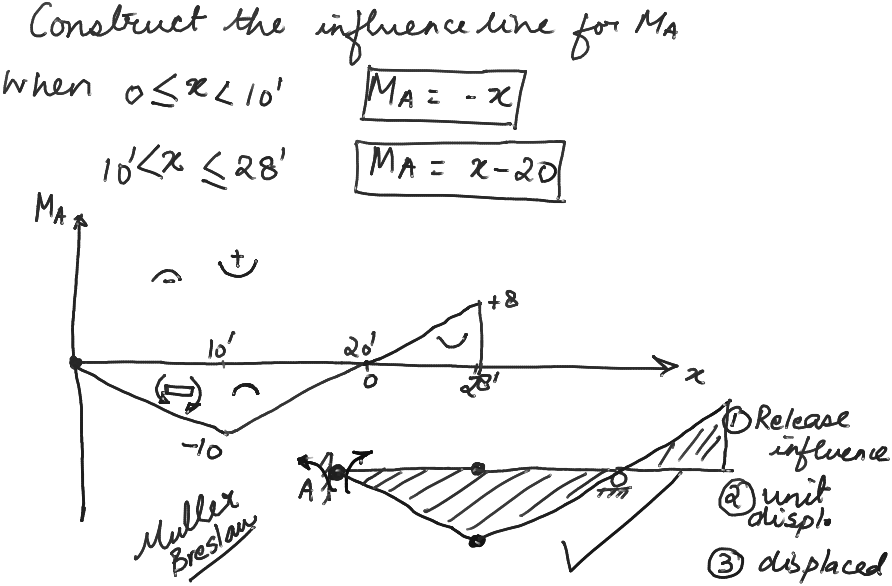 Construct the influence line for MA
when 0 ≤ x < 10' MA = -x
10' < x ≤ 28' MA = x-20
MA
+
-
+8
10' 20'
0 28' x
-10
A
Muller
Breslau
① Release
influence
② unit
displ.
③ displaced